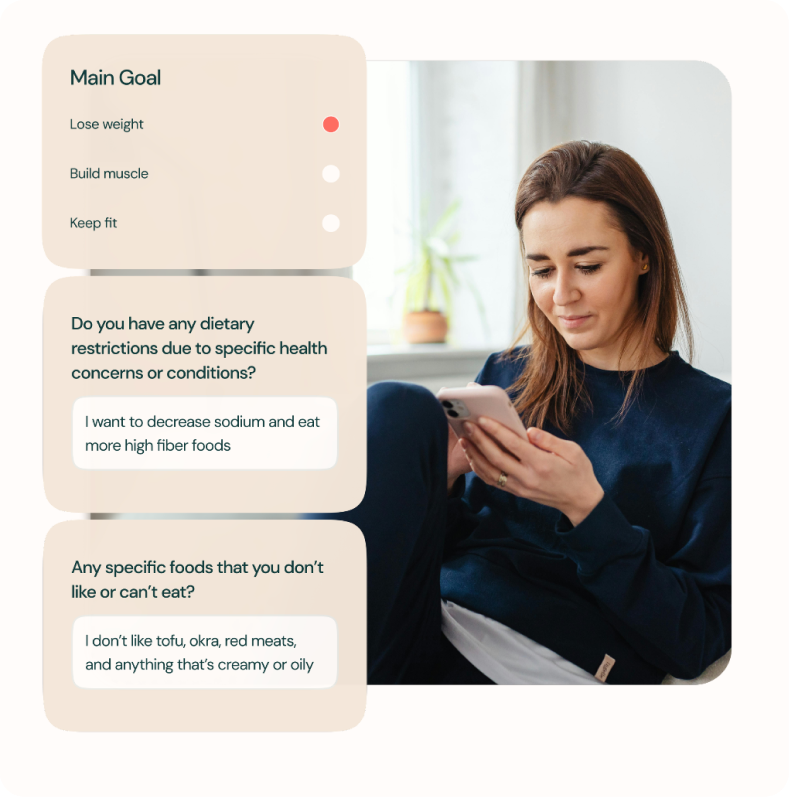 Main Goal
Lose weight
Build muscle
Keep fit
Do you have any dietary
restrictions due to specific health
concerns or conditions?
I want to decrease sodium and eat
more high fiber foods
Any specific foods that you don’t
like or can’t eat?
I don’t like tofu, okra, red meats,
and anything that’s creamy or oily